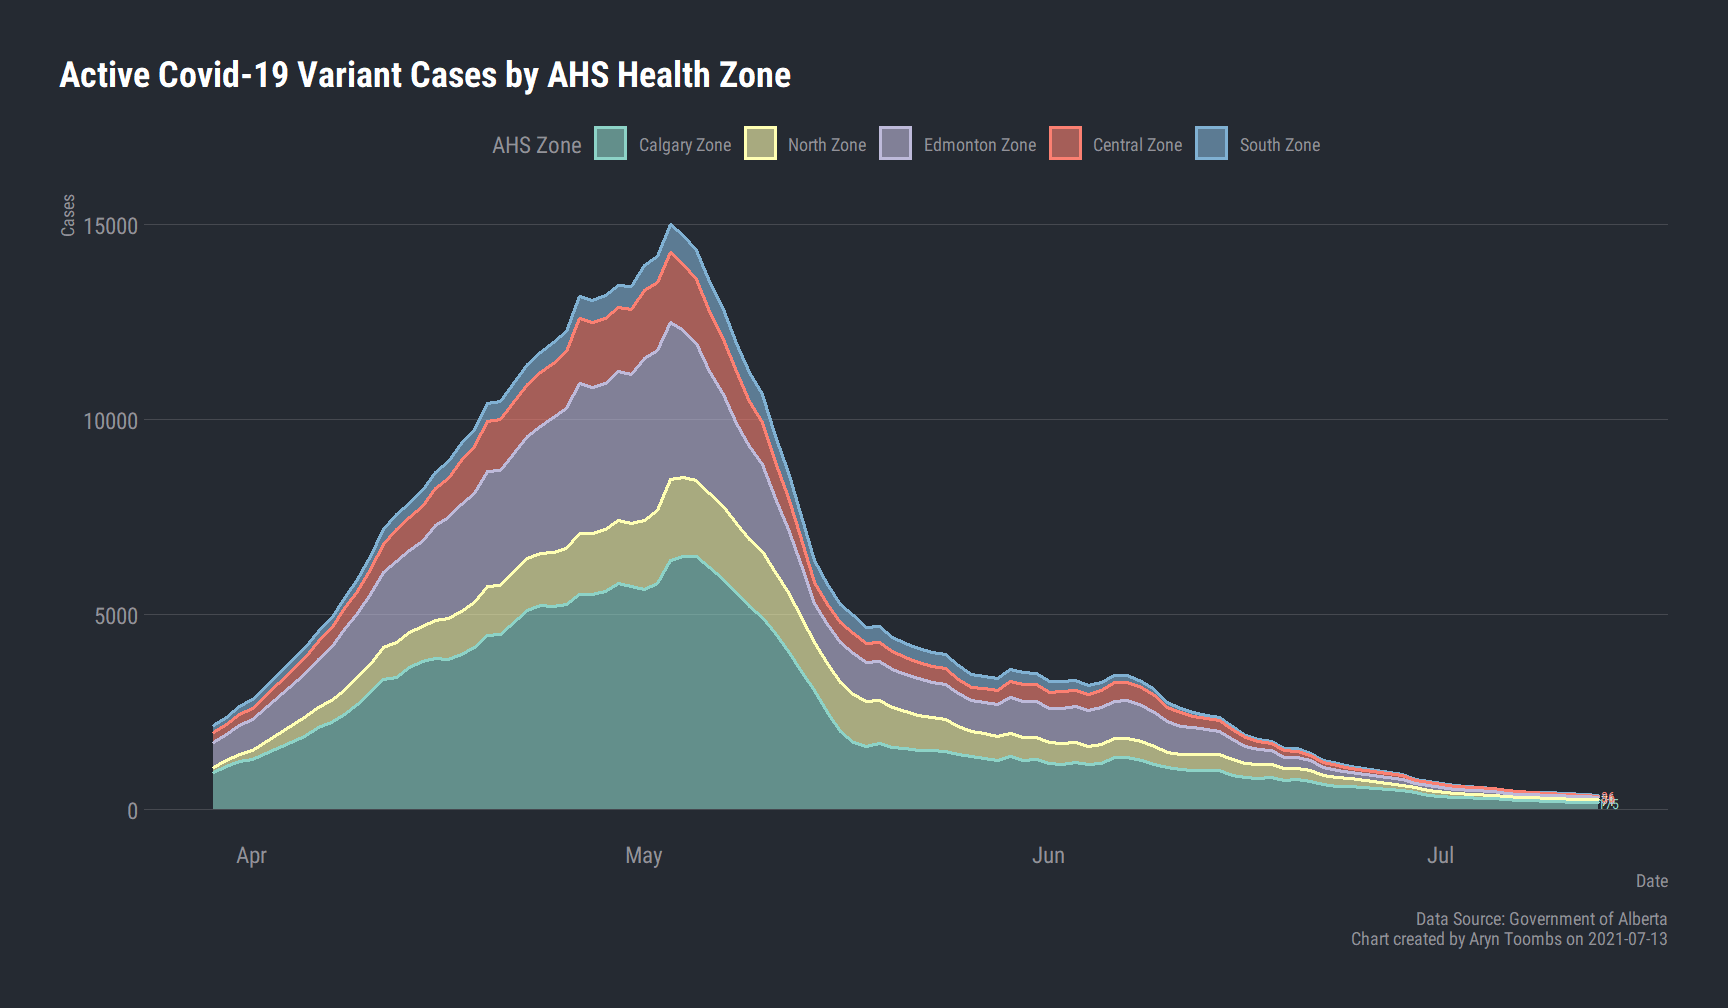 Active Covid-19 Variant Cases by AHS Health Zone
AHS Zone Calgary Zone North Zone Edmonton Zone Central Zone South Zone
Cases
15000
10000
5000
0
Apr May Jun Jul
Date
Data Source: Government of Alberta
Chart created by Aryn Toombs on 2021-07-13